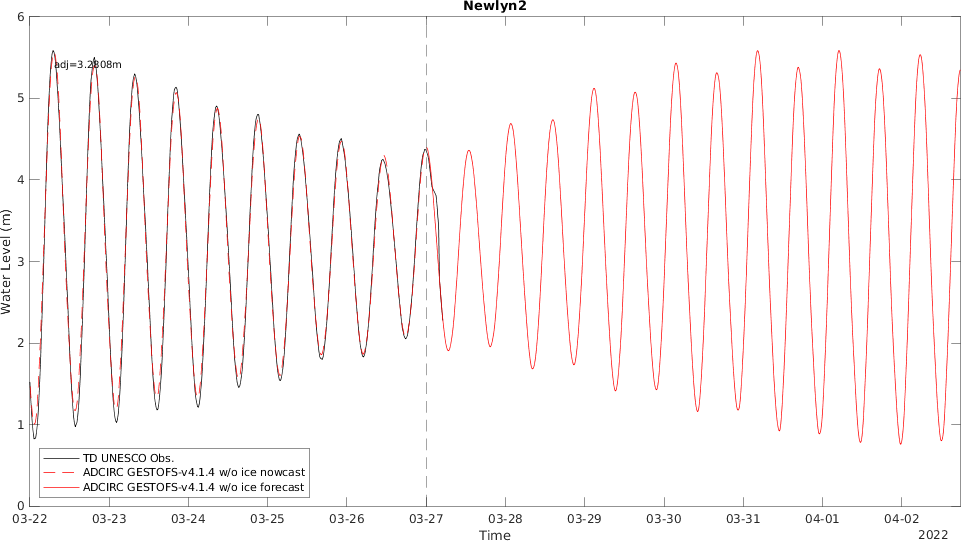 Newlyn2
adj=3.2808m
Water Level (m)
6
5
4
3
2
1
0
TD UNESCO Obs.
ADCIRC GESTOFS-v4.1.4 w/o ice nowcast
ADCIRC GESTOFS-v4.1.4 w/o ice forecast
03-22 03-23 03-24 03-25 03-26 03-27 03-28 03-29 03-30 03-31 04-01 04-02
Time
2022